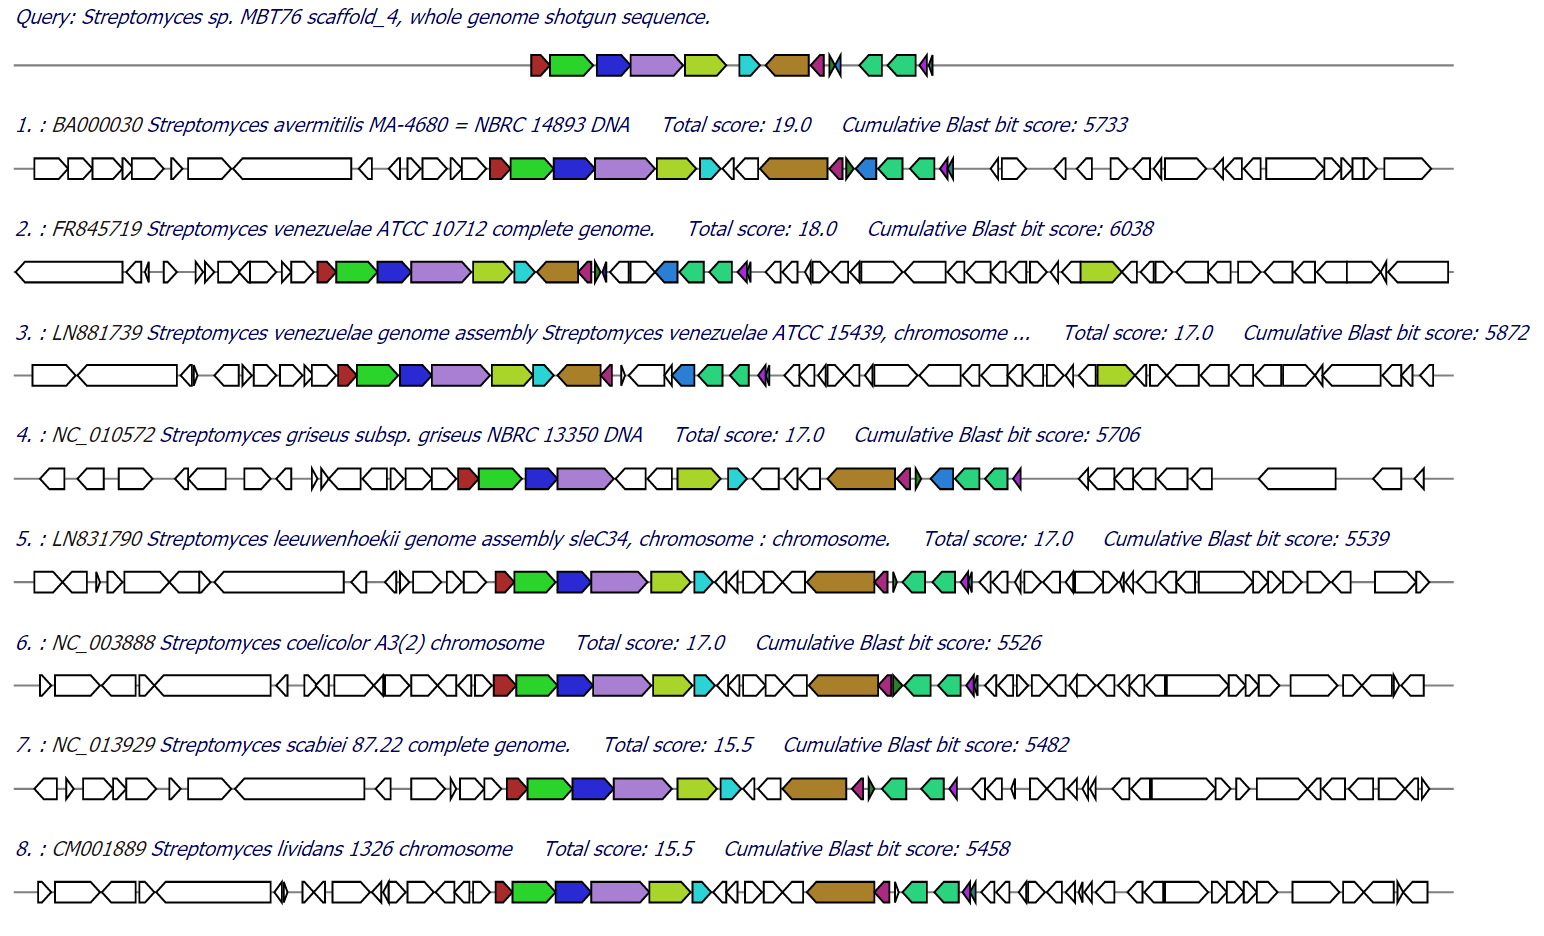 Query: Streptomyces sp. MBT76 scaffold_4, whole genome shotgun sequence.
1. : BA000030 Streptomyces avermitilis MA-4680 = NBRC 14893 DNA Total score: 19.0 Cumulative Blast bit score: 5733
2. : FR845719 Streptomyces venezuelae ATCC 10712 complete genome. Total score: 18.0 Cumulative Blast bit score: 6038
3. : LN881739 Streptomyces venezuelae genome assembly Streptomyces venezuelae ATCC 15439, chromosome ... Total score: 17.0 Cumulative Blast bit score: 5872
4. : NC_010572 Streptomyces griseus subsp. griseus NBRC 13350 DNA Total score: 17.0 Cumulative Blast bit score: 5706
5. : LN831790 Streptomyces leeuwenhoekii genome assembly sleC34, chromosome : chromosome. Total score: 17.0 Cumulative Blast bit score: 5539
6. : NC_003888 Streptomyces coelicolor A3(2) chromosome Total score: 17.0 Cumulative Blast bit score: 5526
7. : NC_013929 Streptomyces scabiei 87.22 complete genome. Total score: 15.5 Cumulative Blast bit score: 5482
8. : CM001889 Streptomyces lividans 1326 chromosome Total score: 15.5 Cumulative Blast bit score: 5458